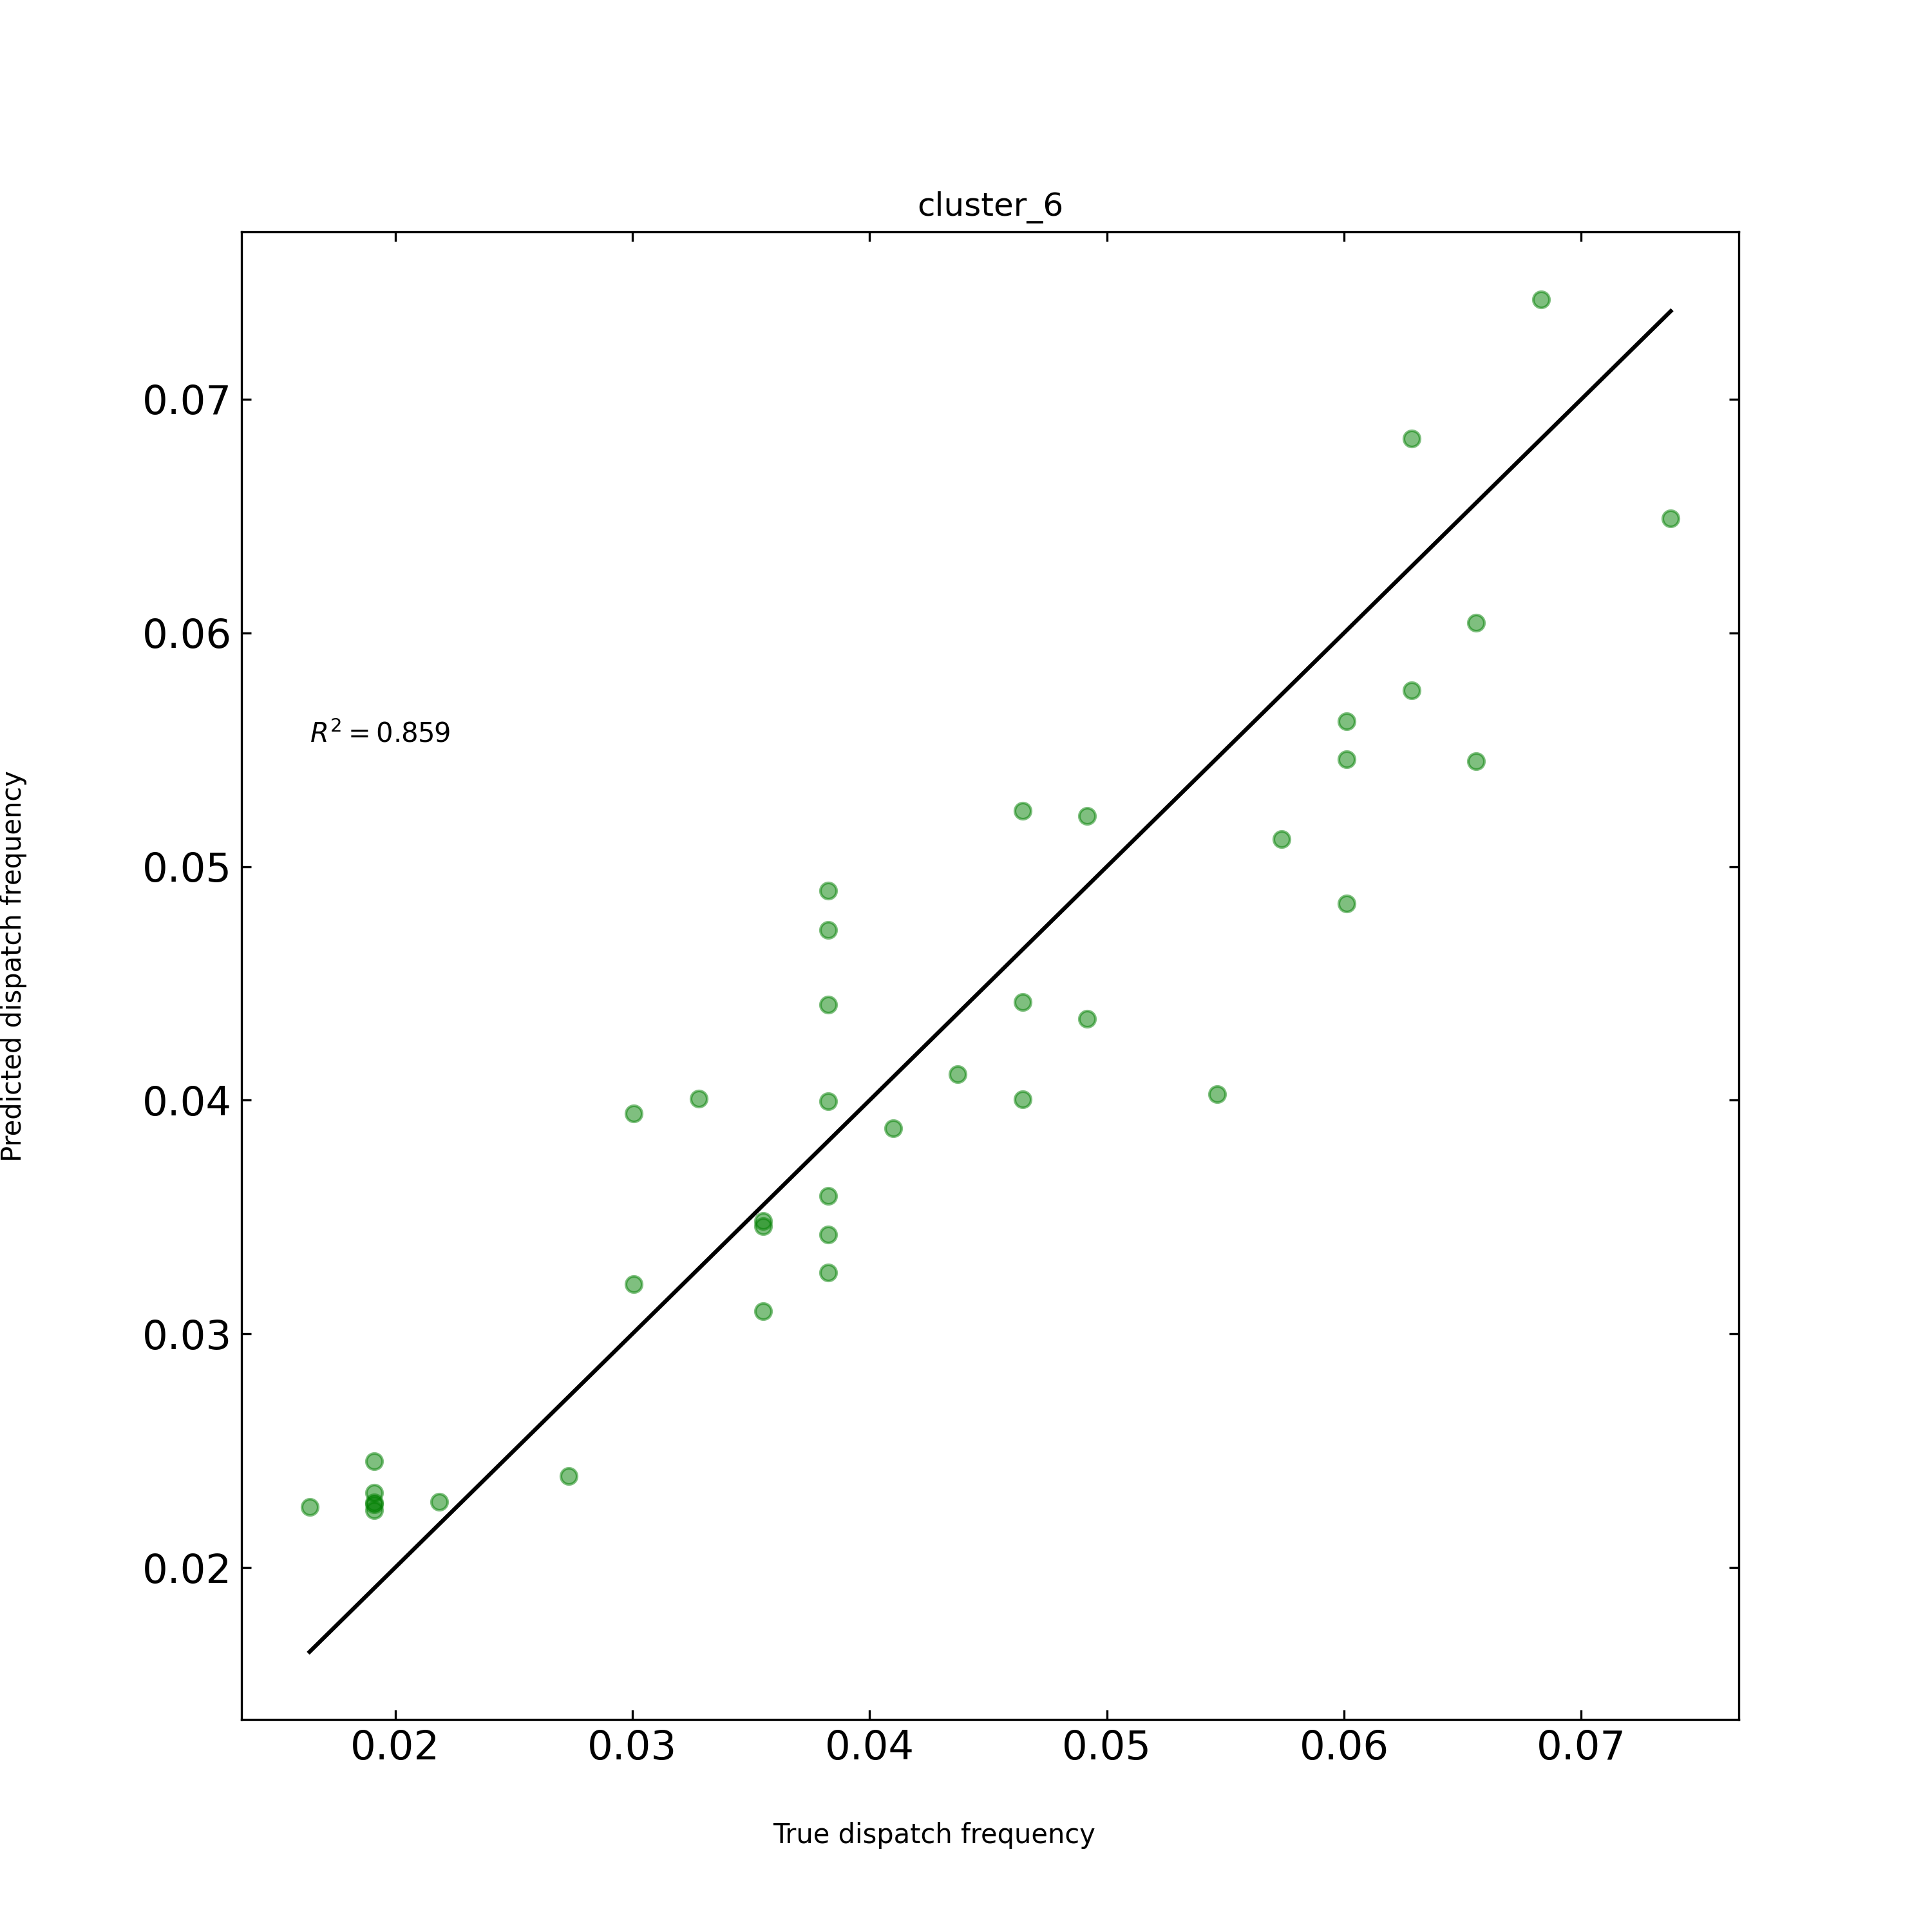 cluster_6
0.07
0.06
R² = 0.859
0.05
0.04
0.03
0.02
Predicted dispatch frequency
0.02 0.03 0.04 0.05 0.06 0.07
True dispatch frequency